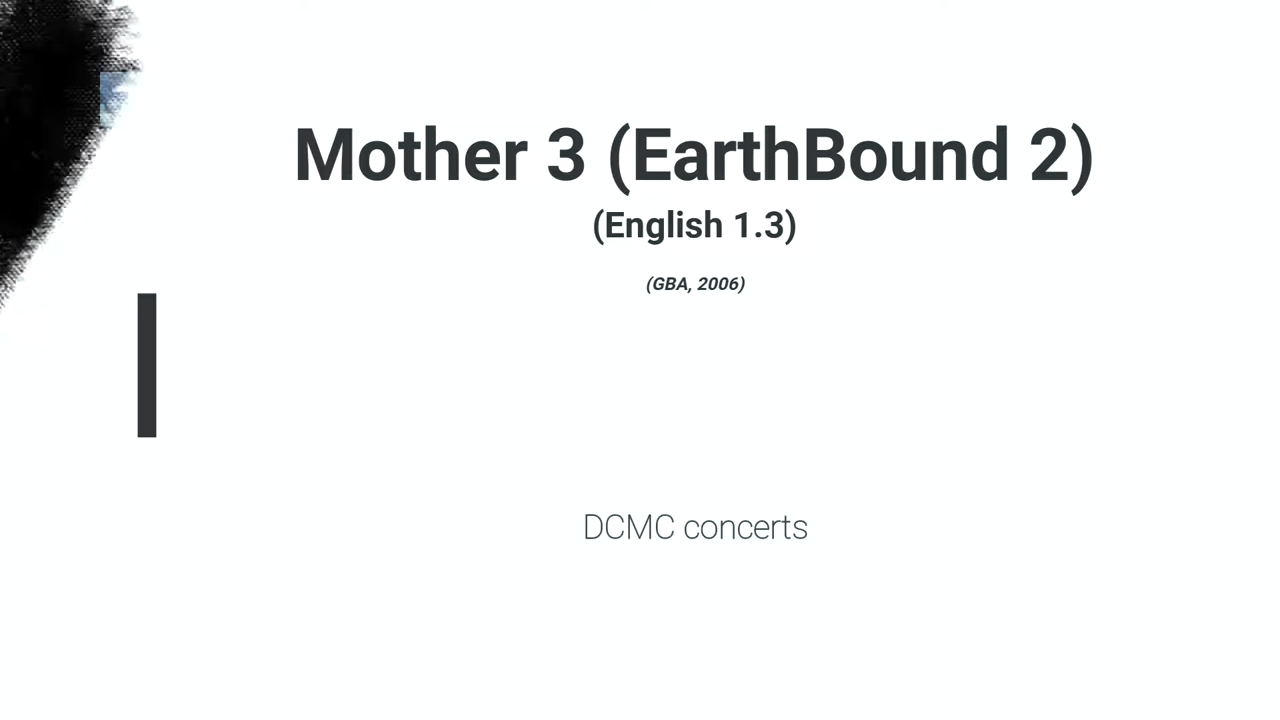 Mother 3 (EarthBound 2)
(English 1.3)
(GBA, 2006)
DCMC concerts